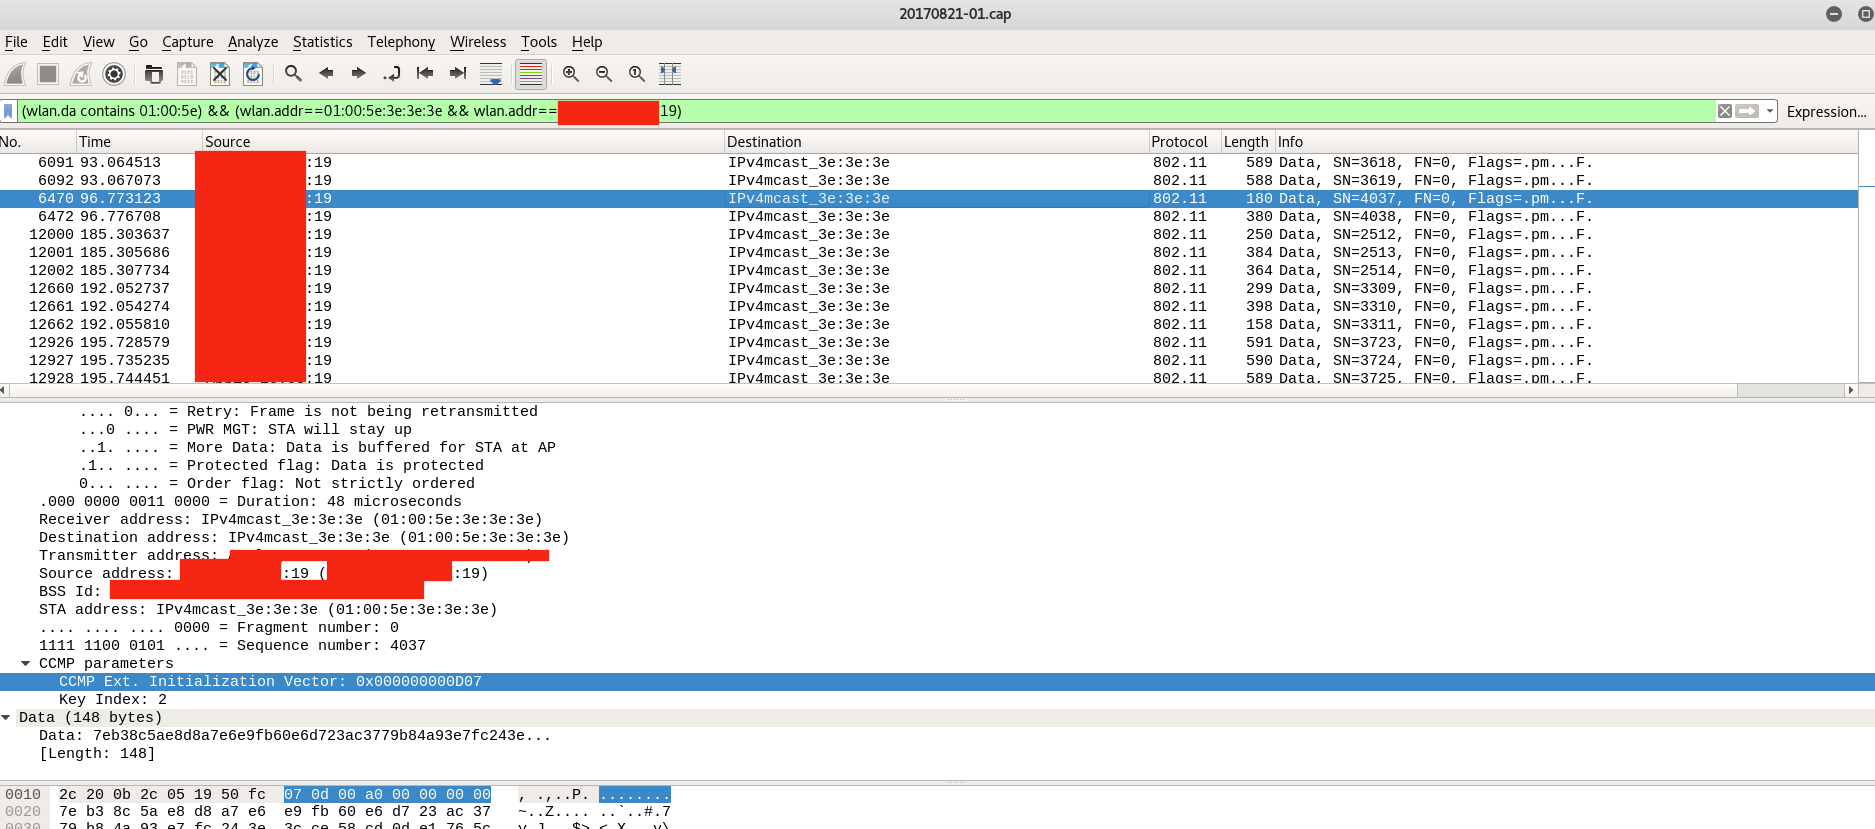 20170821-01.cap
File Edit View Go Capture Analyze Statistics Telephony Wireless Tools Help
(wlan.da contains 01:00:5e) && (wlan.addr==01:00:5e:3e:3e:3e && wlan.addr== 19) Expression...
No. Time Source Destination Protocol Length Info
6091 93.064513 :19 IPv4mcast_3e:3e:3e 802.11 589 Data, SN=3618, FN=0, Flags=.pm...F.
6092 93.067073 :19 IPv4mcast_3e:3e:3e 802.11 588 Data, SN=3619, FN=0, Flags=.pm...F.
6470 96.773123 :19 IPv4mcast_3e:3e:3e 802.11 180 Data, SN=4037, FN=0, Flags=.pm...F.
6472 96.776708 :19 IPv4mcast_3e:3e:3e 802.11 380 Data, SN=4038, FN=0, Flags=.pm...F.
12000 185.303637 :19 IPv4mcast_3e:3e:3e 802.11 250 Data, SN=2512, FN=0, Flags=.pm...F.
12001 185.305686 :19 IPv4mcast_3e:3e:3e 802.11 384 Data, SN=2513, FN=0, Flags=.pm...F.
12002 185.307734 :19 IPv4mcast_3e:3e:3e 802.11 364 Data, SN=2514, FN=0, Flags=.pm...F.
12660 192.052737 :19 IPv4mcast_3e:3e:3e 802.11 299 Data, SN=3309, FN=0, Flags=.pm...F.
12661 192.054274 :19 IPv4mcast_3e:3e:3e 802.11 398 Data, SN=3310, FN=0, Flags=.pm...F.
12662 192.055810 :19 IPv4mcast_3e:3e:3e 802.11 158 Data, SN=3311, FN=0, Flags=.pm...F.
12926 195.728579 :19 IPv4mcast_3e:3e:3e 802.11 591 Data, SN=3723, FN=0, Flags=.pm...F.
12927 195.735235 :19 IPv4mcast_3e:3e:3e 802.11 590 Data, SN=3724, FN=0, Flags=.pm...F.
12928 195.744451 :19 IPv4mcast_3e:3e:3e 802.11 589 Data, SN=3725, FN=0, Flags=.pm...F.
.... 0... = Retry: Frame is not being retransmitted
...0 .... = PWR MGT: STA will stay up
..1. .... = More Data: Data is buffered for STA at AP
.1.. .... = Protected flag: Data is protected
0... .... = Order flag: Not strictly ordered
.000 0000 0011 0000 = Duration: 48 microseconds
Receiver address: IPv4mcast_3e:3e:3e (01:00:5e:3e:3e:3e)
Destination address: IPv4mcast_3e:3e:3e (01:00:5e:3e:3e:3e)
Transmitter address:
Source address: :19 ( :19)
BSS Id:
STA address: IPv4mcast_3e:3e:3e (01:00:5e:3e:3e:3e)
.... .... .... 0000 = Fragment number: 0
1111 1100 0101 .... = Sequence number: 4037
CCMP parameters
CCMP Ext. Initialization Vector: 0x000000000D07
Key Index: 2
Data (148 bytes)
Data: 7eb38c5ae8d8a7e6e9fb60e6d723ac3779b84a93e7fc243e...
[Length: 148]
0010 2c 20 0b 2c 05 19 50 fc 07 0d 00 a0 00 00 00 00 , .,..P. ........
0020 7e b3 8c 5a e8 d8 a7 e6 e9 fb 60 e6 d7 23 ac 37 ~..Z.... ..`..#.7
0030 79 b8 4a 93 e7 fc 24 3e 3c ce 58 cd 0d e1 76 5c